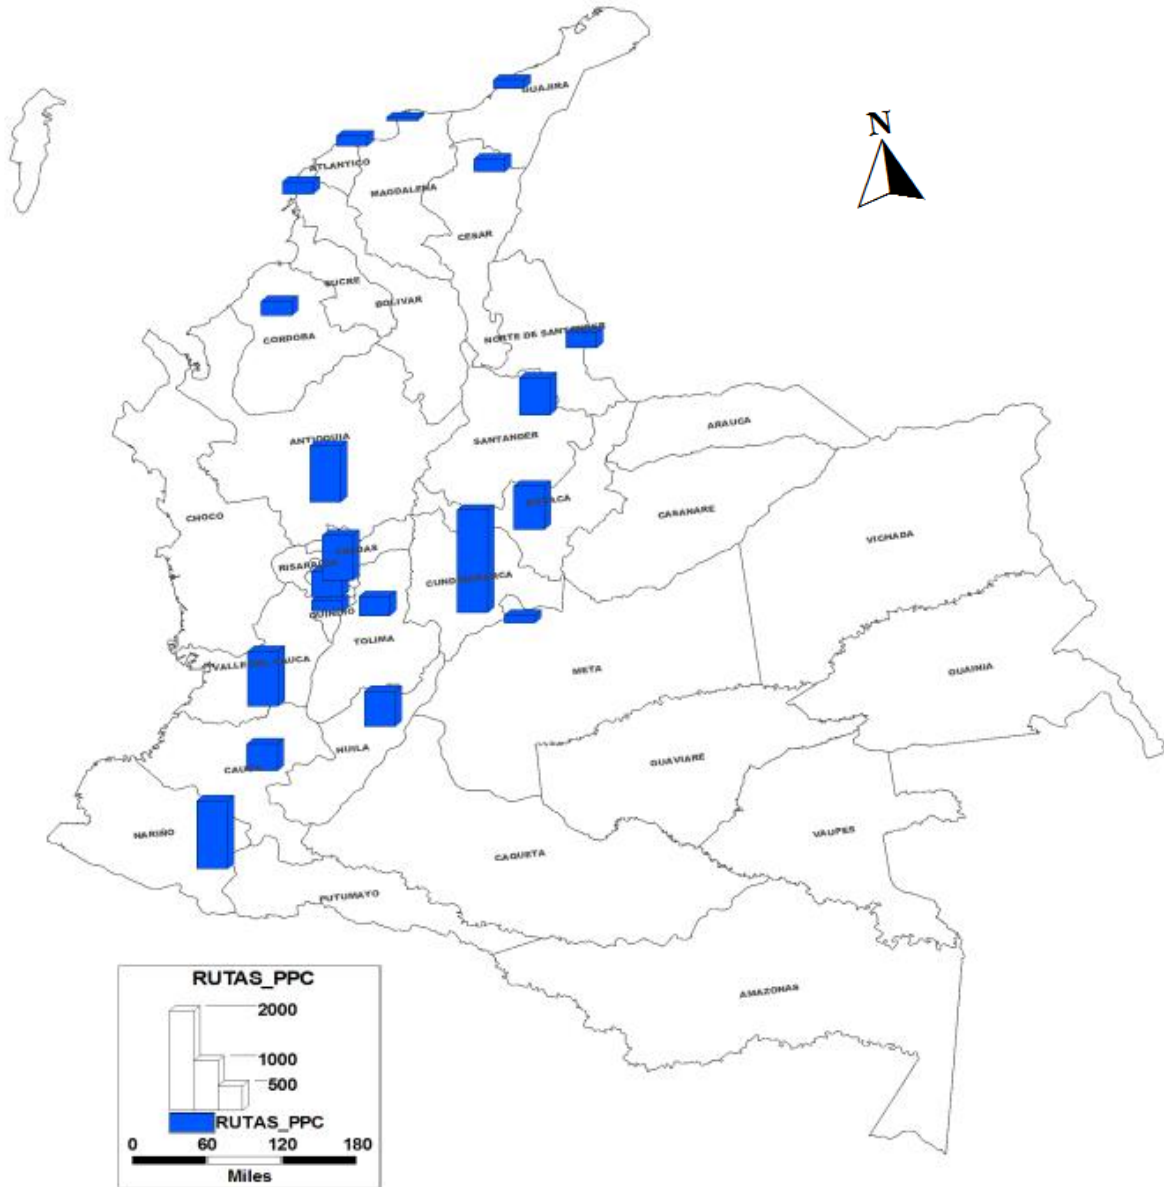 GUAJIRA
N
ATLANTICO
MAGDALENA
CESAR
SUCRE
BOLIVAR
CORDOBA
NORTE DE SANTANDER
ARAUCA
ANTIOQUIA
SANTANDER
CHOCO
CASANARE
VICHADA
CUNDINAMARCA
QUINDIO
TOLIMA
VALLE DEL CAUCA
META
GUAINIA
HUILA
GUAVIARE
CAUCA
NARIÑO
VAUPES
CAQUETA
PUTUMAYO
AMAZONAS
RUTAS_PPC
2000
1000
500
RUTAS_PPC
0 60 120 180
Miles